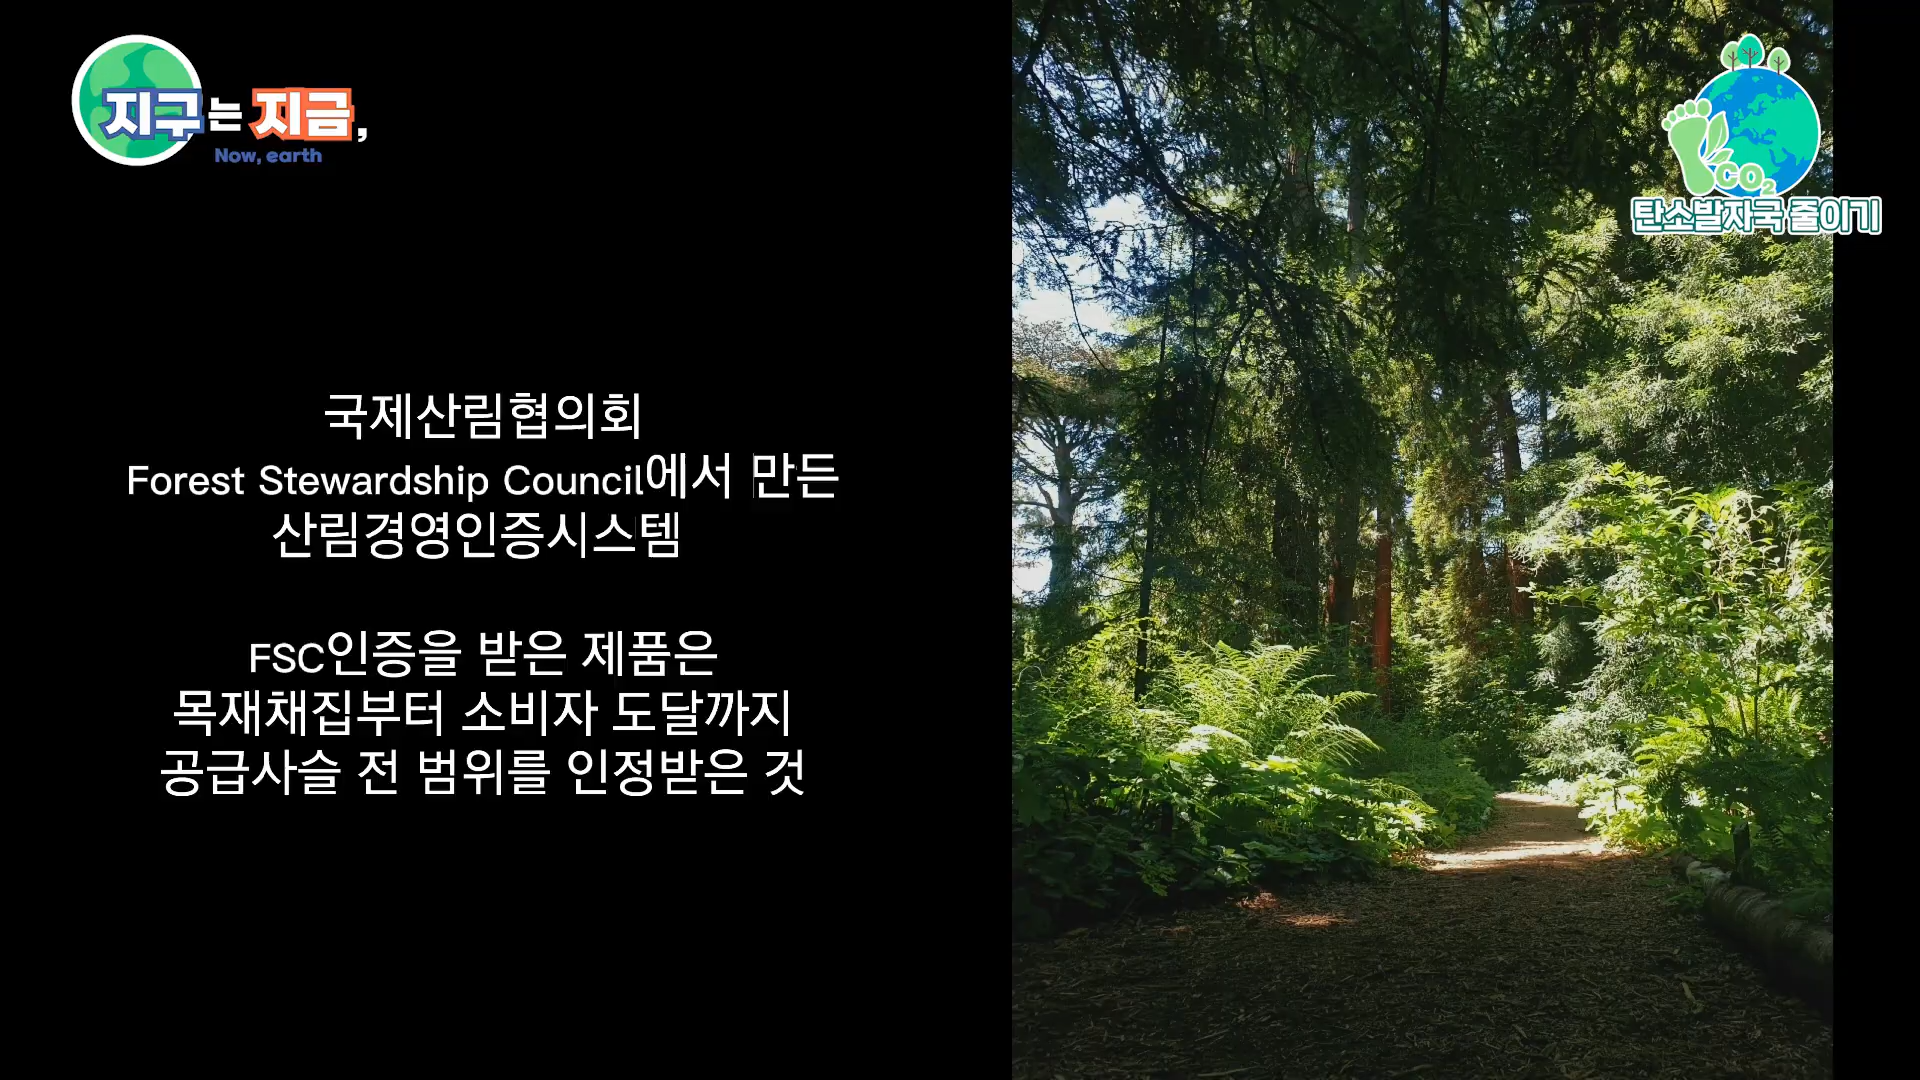 지구는 지금,
Now, earth
CO2
탄소발자국 줄이기
국제산림협의회
Forest Stewardship Council에서 만든
산림경영인증시스템
FSC인증을 받은 제품은
목재채집부터 소비자 도달까지
공급사슬 전 범위를 인정받은 것